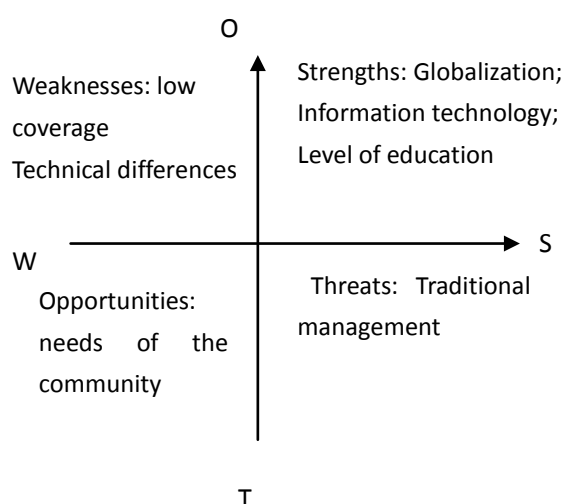 O
Weaknesses: low
coverage
Technical differences
Strengths: Globalization;
Information technology;
Level of education
W
S
Opportunities:
needs of the
community
Threats: Traditional
management
T